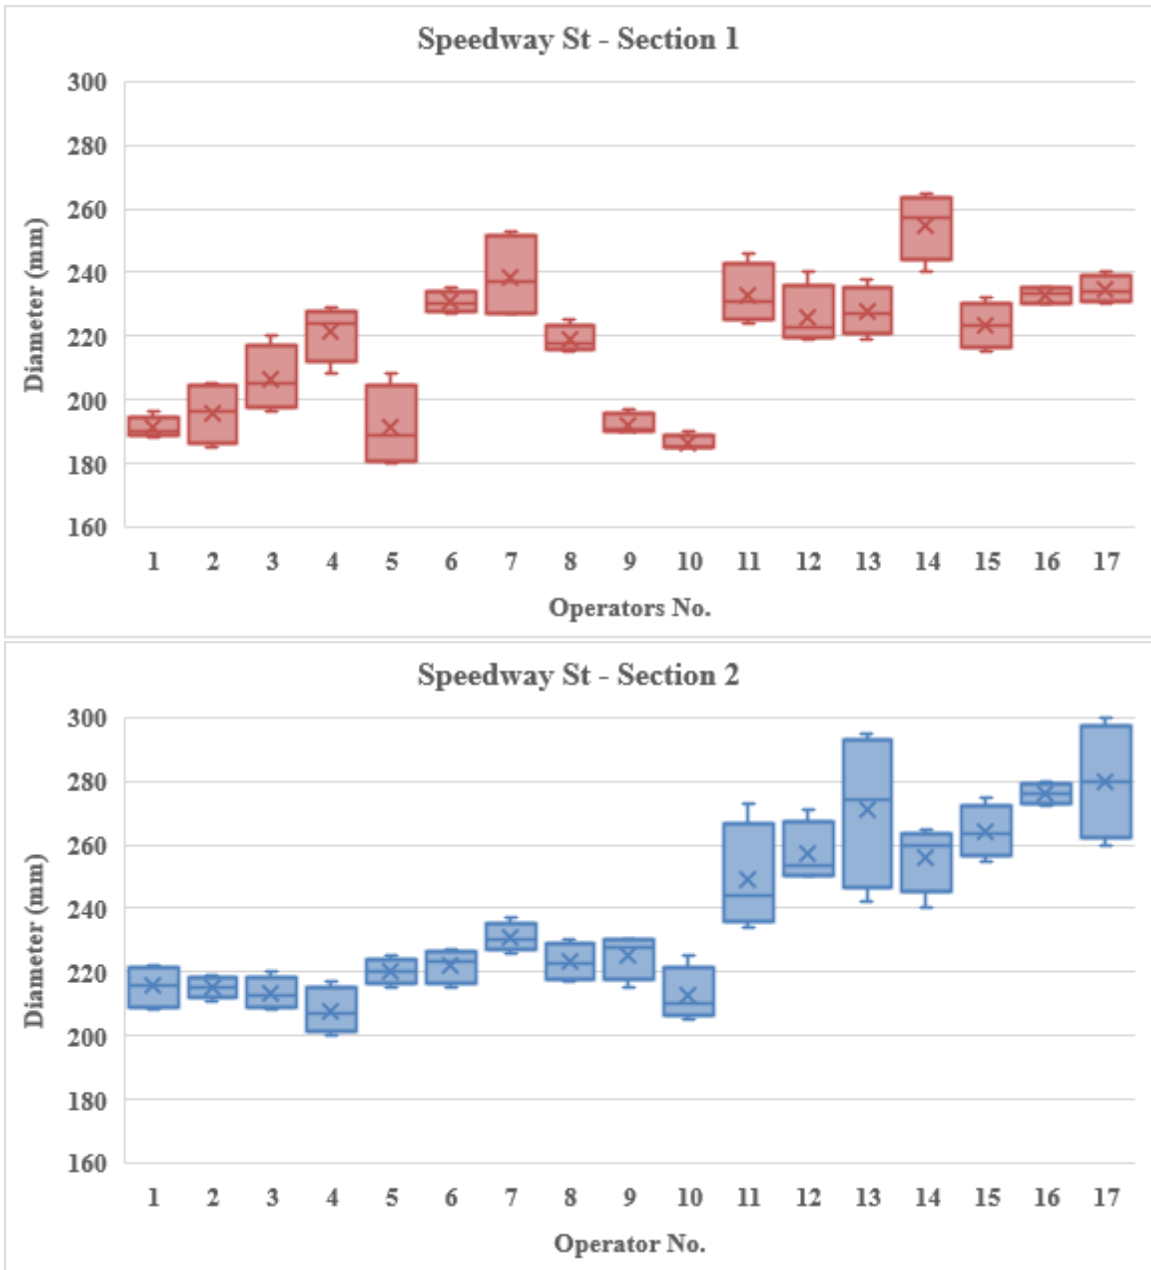 Speedway St - Section 1
300
280
260
240
220
200
180
160
Diameter (mm)
1 2 3 4 5 6 7 8 9 10 11 12 13 14 15 16 17
Operators No.
Speedway St - Section 2
300
280
260
240
220
200
180
160
Diameter (mm)
1 2 3 4 5 6 7 8 9 10 11 12 13 14 15 16 17
Operator No.